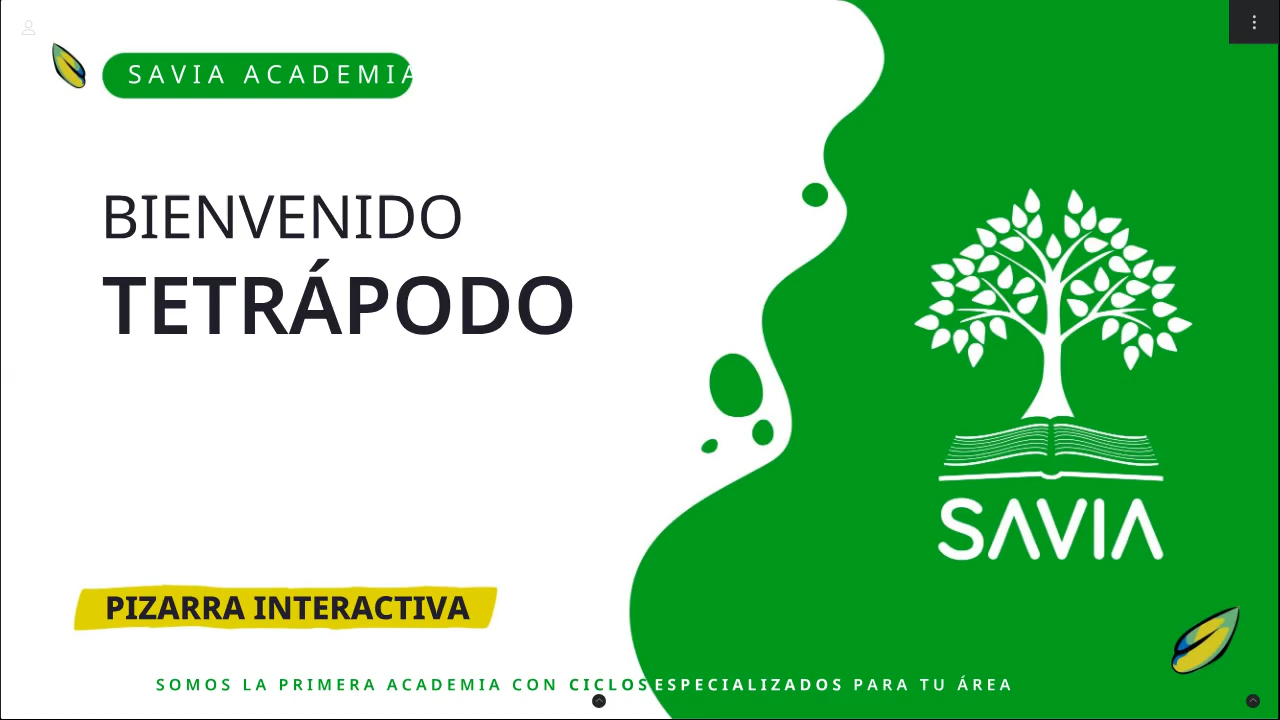 SAVIA ACADEMIA
BIENVENIDO
TETRÁPODO
SAVIA
PIZARRA INTERACTIVA
SOMOS LA PRIMERA ACADEMIA CON CICLOS ESPECIALIZADOS PARA TU ÁREA